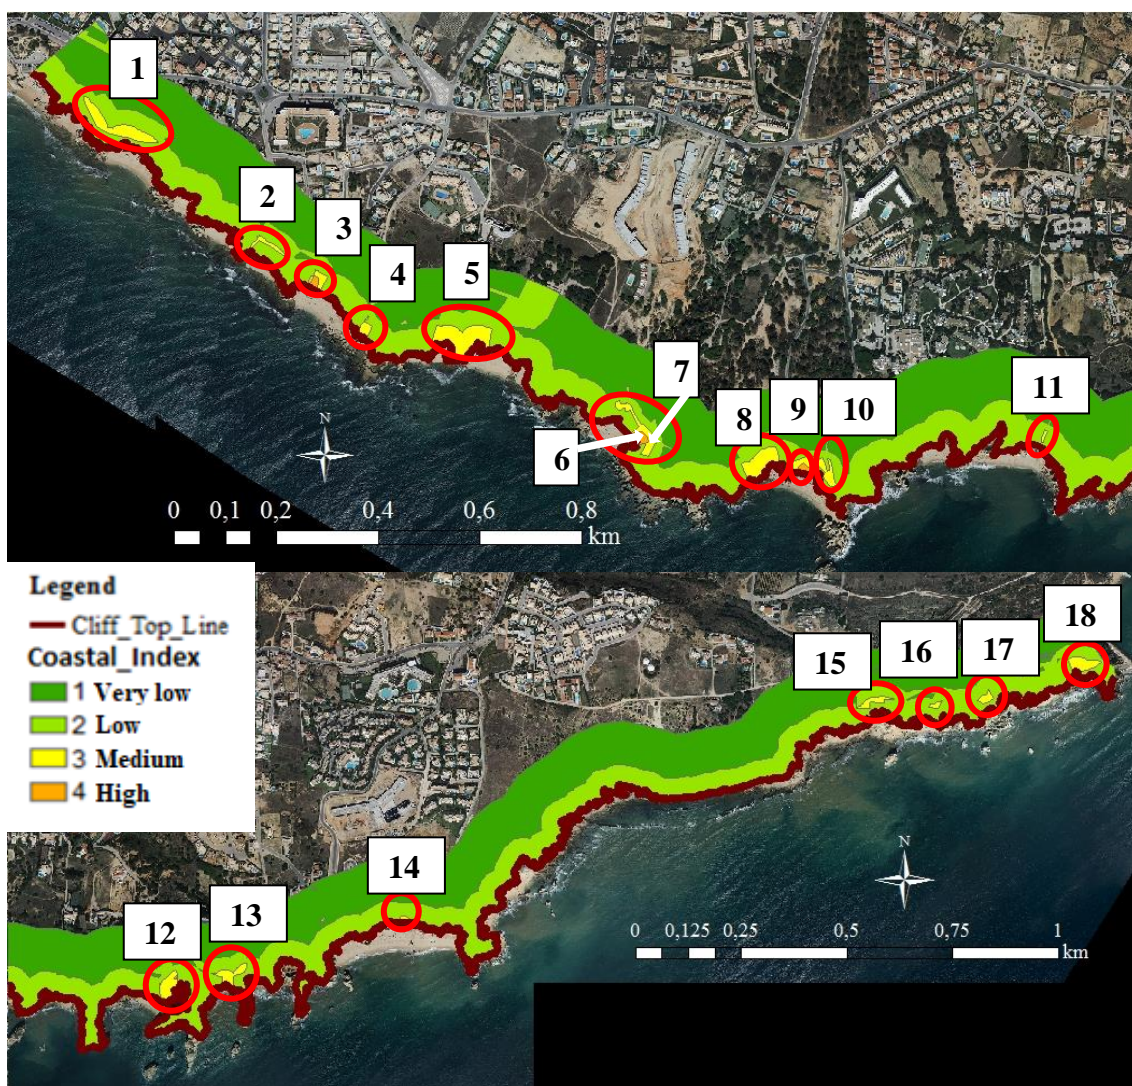 1
2
3
4
5
6
7
8
9
10
11
N
0 0,1 0,2 0,4 0,6 0,8
km
Legend
Cliff_Top_Line
Coastal_Index
1 Very low
2 Low
3 Medium
4 High
12
13
14
15
16
17
18
N
0 0,125 0,25 0,5 0,75 1
km